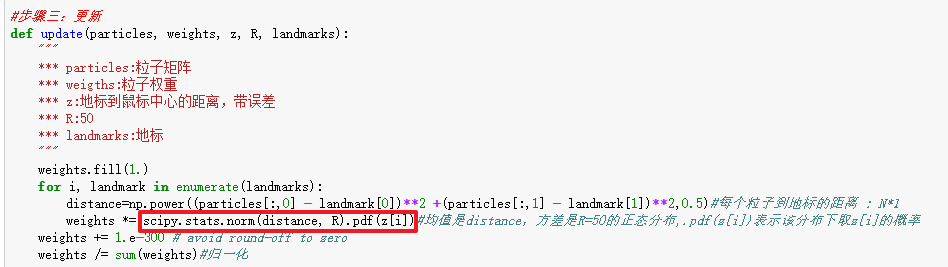 #步骤三：更新
def update(particles, weights, z, R, landmarks):
    """
    *** particles:粒子矩阵
    *** weigths:粒子权重
    *** z:地标到鼠标中心的距离，带误差
    *** R:50
    *** landmarks:地标
    """
    weights.fill(1.)
    for i, landmark in enumerate(landmarks):
        distance=np.power((particles[:,0] - landmark[0])**2 +(particles[:,1] - landmark[1])**2,0.5)#每个粒子到地标的距离 : N*1
        weights *= scipy.stats.norm(distance, R).pdf(z[i])#均值是distance，方差是R=50的正态分布,.pdf(z[i])表示该分布下取z[i]的概率
    weights += 1.e-300 # avoid round-off to zero
    weights /= sum(weights)#归一化